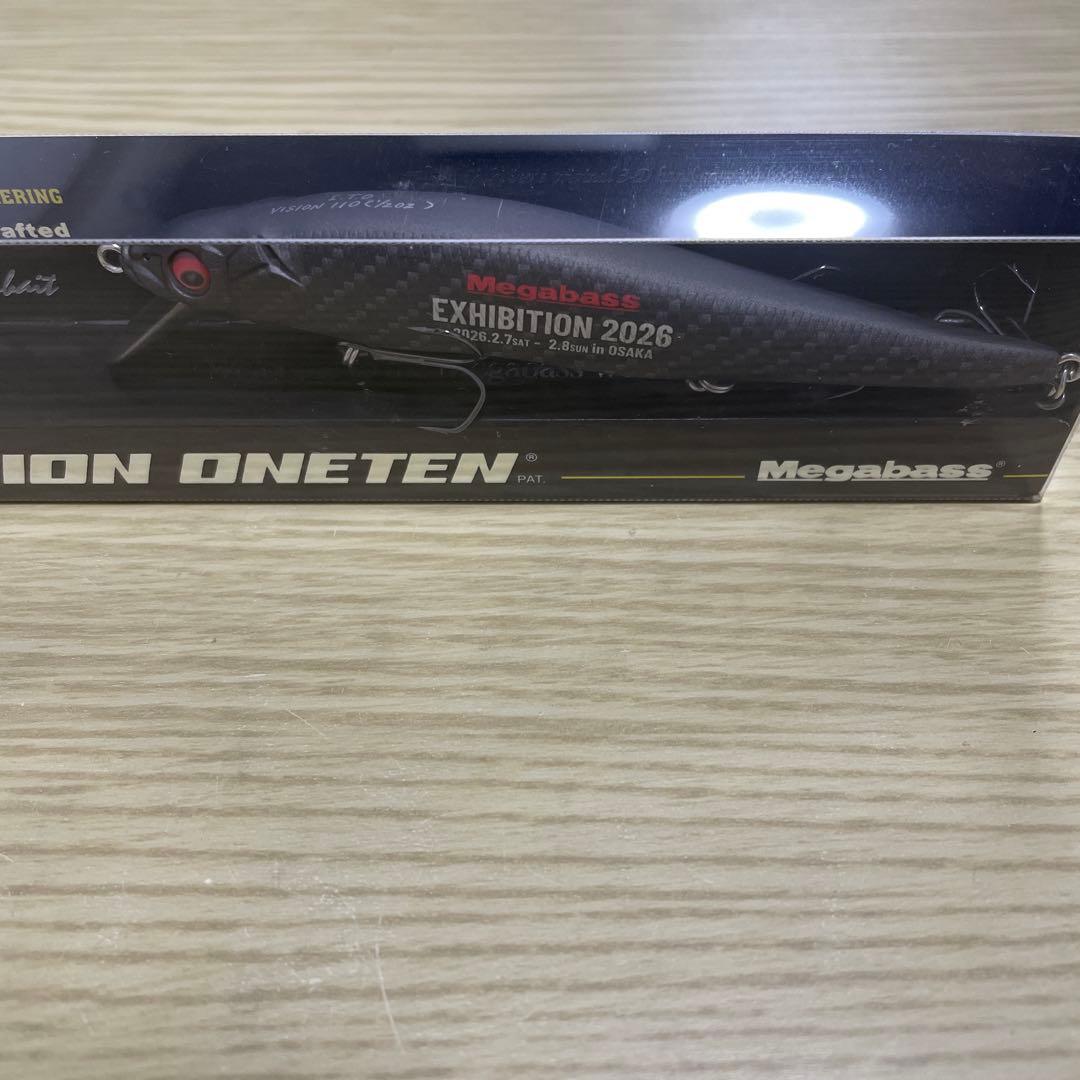 ERING
afted
bait
ITO
VISION 110 (1/2OZ)
Megabass
EXHIBITION 2026
2026.2.7SAT - 2.8SUN in OSAKA
ION ONETEN®
PAT.
Megabass®